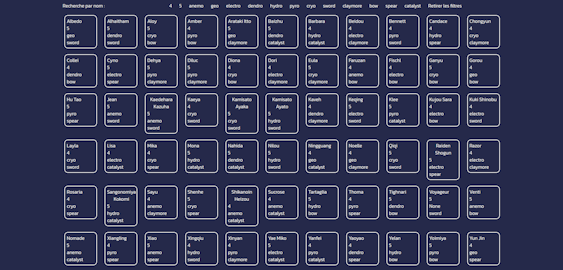 Recherche par nom : 4 5 anemo geo electro dendro hydro pyro cryo sword claymore bow spear catalyst Retirer les filtres
Albedo
5
geo
sword
Alhaitham
5
dendro
sword
Aloy
5
cryo
bow
Amber
4
pyro
bow
Arataki Itto
5
geo
claymore
Baizhu
5
dendro
catalyst
Barbara
4
hydro
catalyst
Beidou
4
electro
claymore
Bennett
4
pyro
sword
Candace
4
hydro
spear
Chongyun
4
cryo
claymore
Collei
4
dendro
bow
Cyno
5
electro
spear
Dehya
5
pyro
claymore
Diluc
5
pyro
claymore
Diona
4
cryo
bow
Dori
4
electro
claymore
Eula
5
cryo
claymore
Faruzan
4
anemo
bow
Fischl
4
electro
bow
Ganyu
5
cryo
bow
Gorou
4
geo
bow
Hu Tao
5
pyro
spear
Jean
5
anemo
sword
Kaedehara
Kazuha
5
anemo
sword
Kaeya
4
cryo
sword
Kamisato
Ayaka
5
cryo
sword
Kamisato
Ayato
5
hydro
sword
Kaveh
4
dendro
claymore
Keqing
5
electro
sword
Klee
5
pyro
catalyst
Kujou Sara
4
electro
bow
Kuki Shinobu
4
electro
sword
Layla
4
cryo
sword
Lisa
4
electro
catalyst
Mika
4
cryo
spear
Mona
5
hydro
catalyst
Nahida
5
dendro
catalyst
Nilou
5
hydro
sword
Ningguang
4
geo
catalyst
Noelle
4
geo
claymore
Qiqi
5
cryo
sword
Raiden
Shogun
5
electro
spear
Razor
4
electro
claymore
Rosaria
4
cryo
spear
Sangonomiya
Kokomi
5
hydro
catalyst
Sayu
4
anemo
claymore
Shenhe
5
cryo
spear
Shikanoin
Heizou
4
anemo
catalyst
Sucrose
4
anemo
catalyst
Tartaglia
5
hydro
bow
Thoma
4
pyro
spear
Tighnari
5
dendro
bow
Voyageur
5
None
sword
Venti
5
anemo
bow
Nomade
5
anemo
catalyst
Xiangling
4
pyro
spear
Xiao
5
anemo
spear
Xingqiu
4
hydro
sword
Xinyan
4
pyro
claymore
Yae Miko
5
electro
catalyst
Yanfei
4
pyro
catalyst
Yaoyao
4
dendro
spear
Yelan
5
hydro
bow
Yoimiya
5
pyro
bow
Yun Jin
4
geo
spear